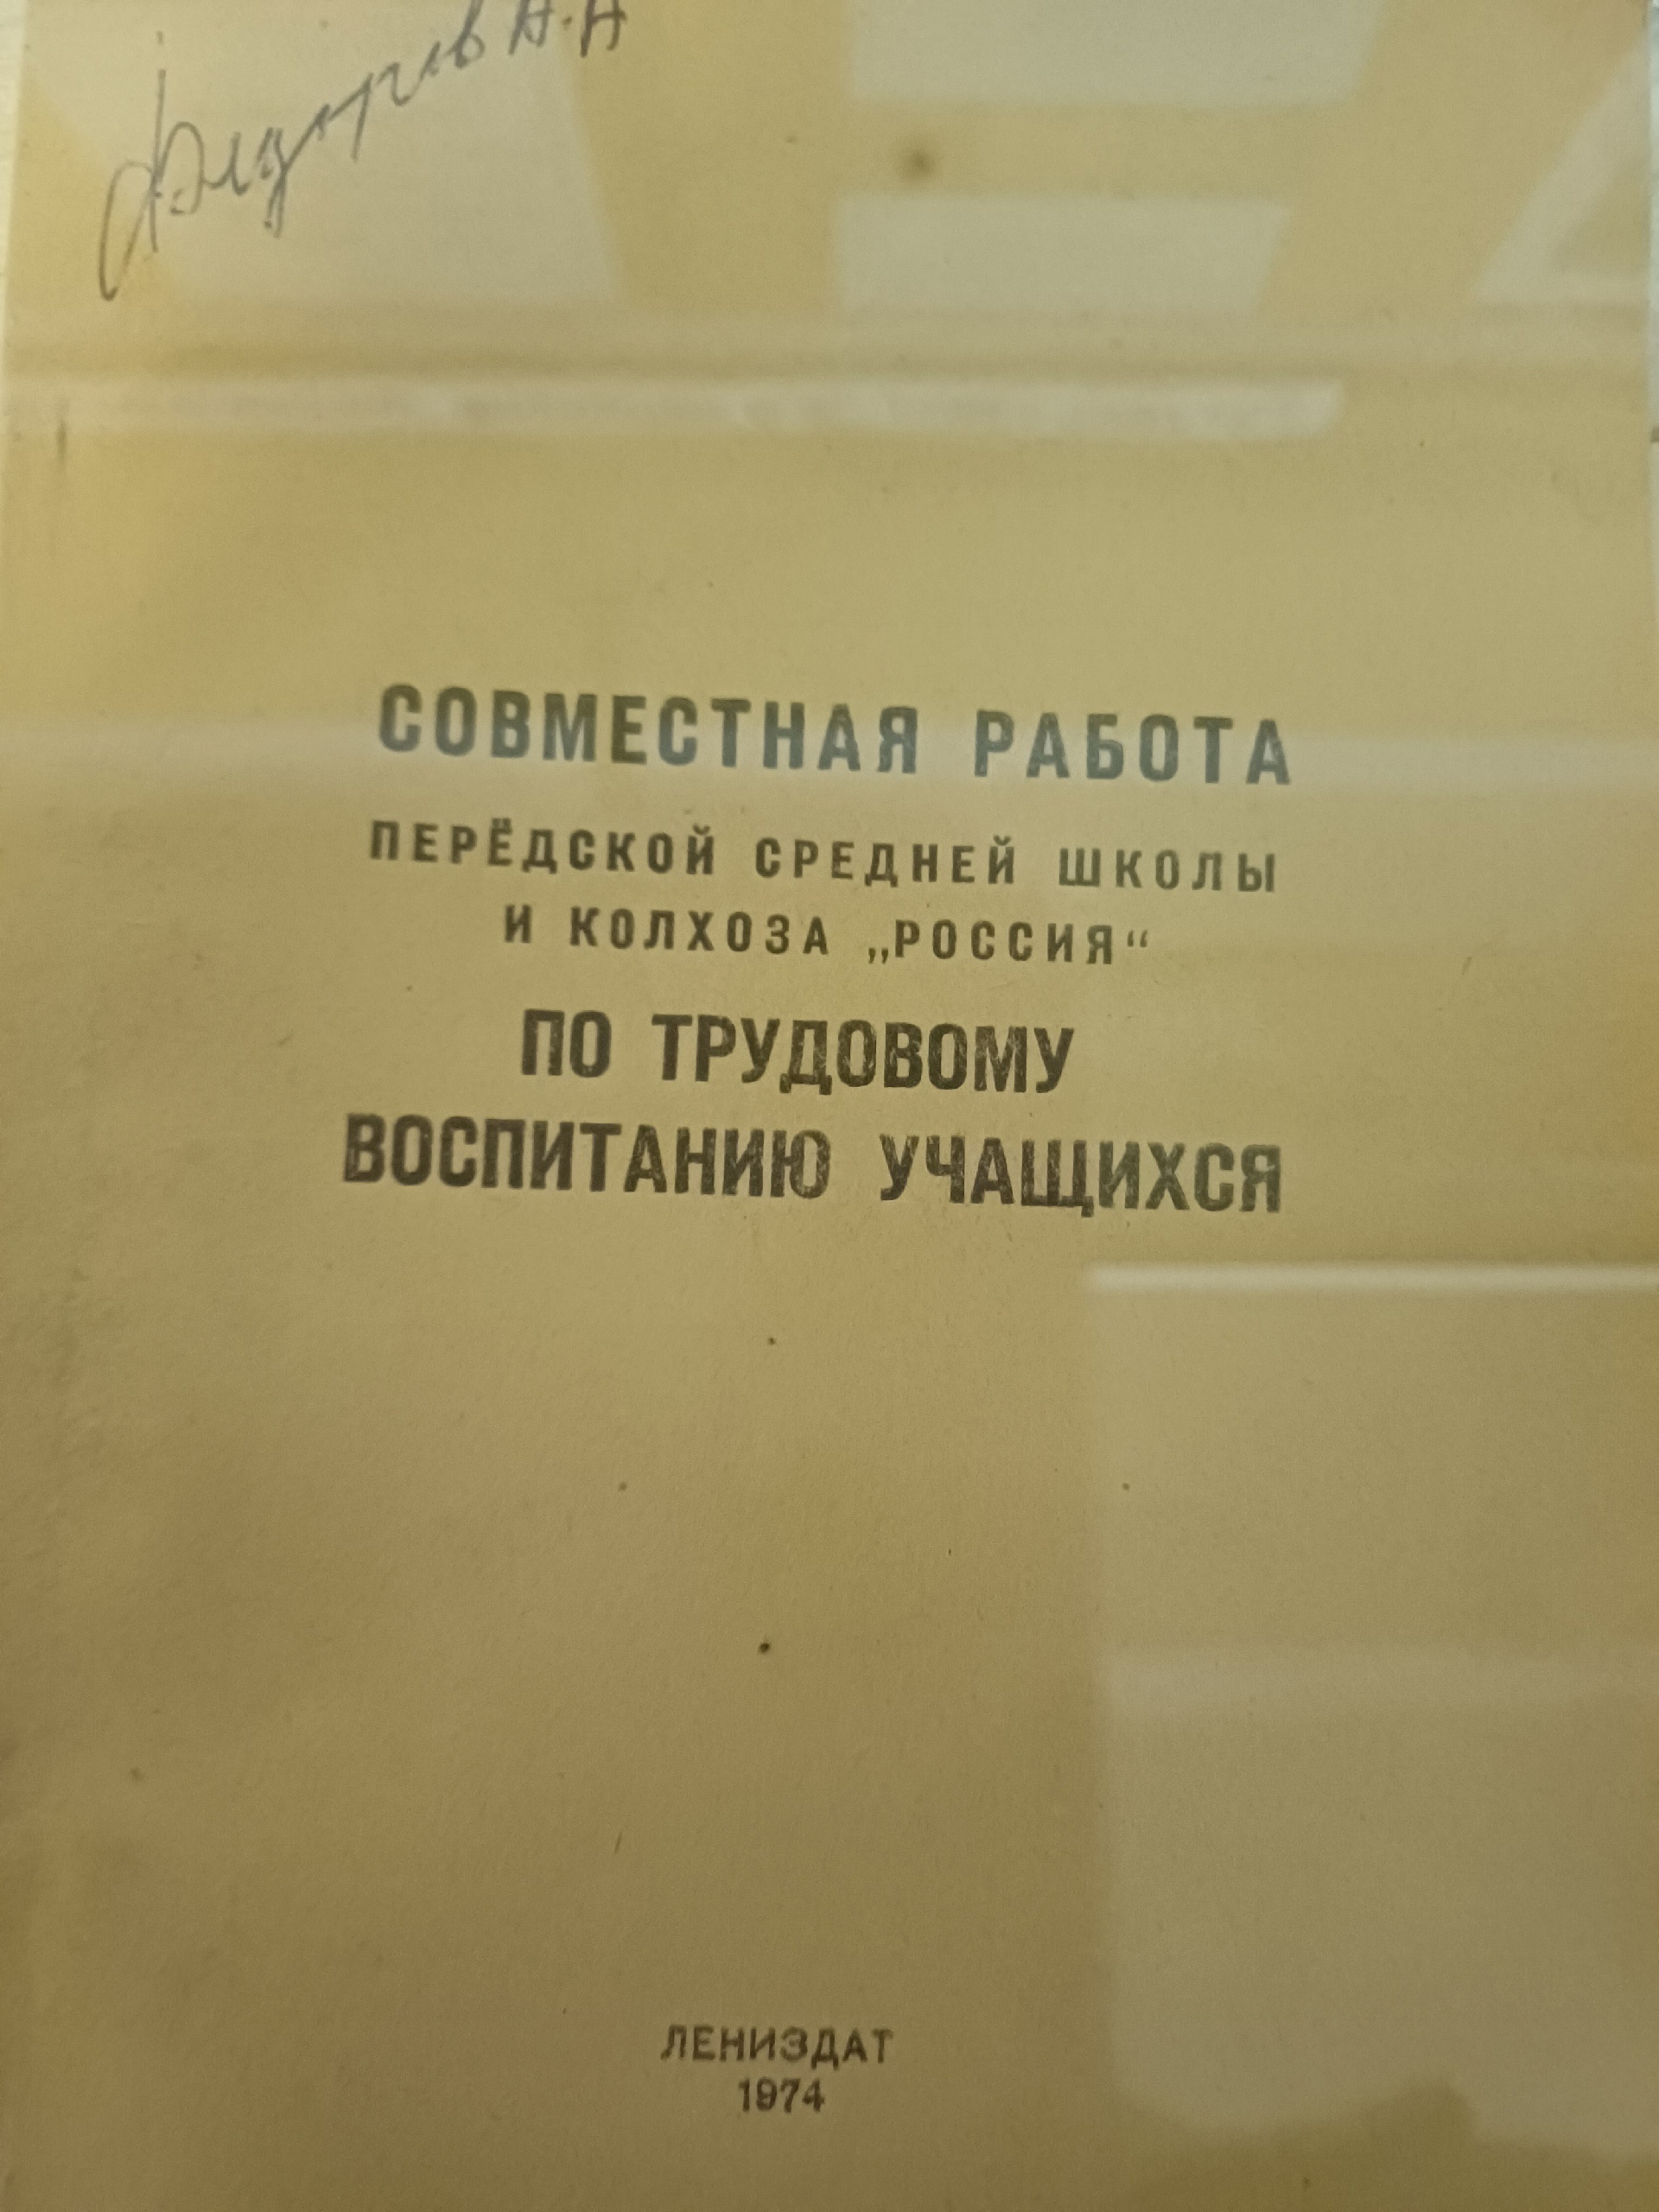 СОВМЕСТНАЯ РАБОТА
ПЕРЁДСКОЙ СРЕДНЕЙ ШКОЛЫ
И КОЛХОЗА „РОССИЯ“
ПО ТРУДОВОМУ
ВОСПИТАНИЮ УЧАЩИХСЯ
ЛЕНИЗДАТ
1974